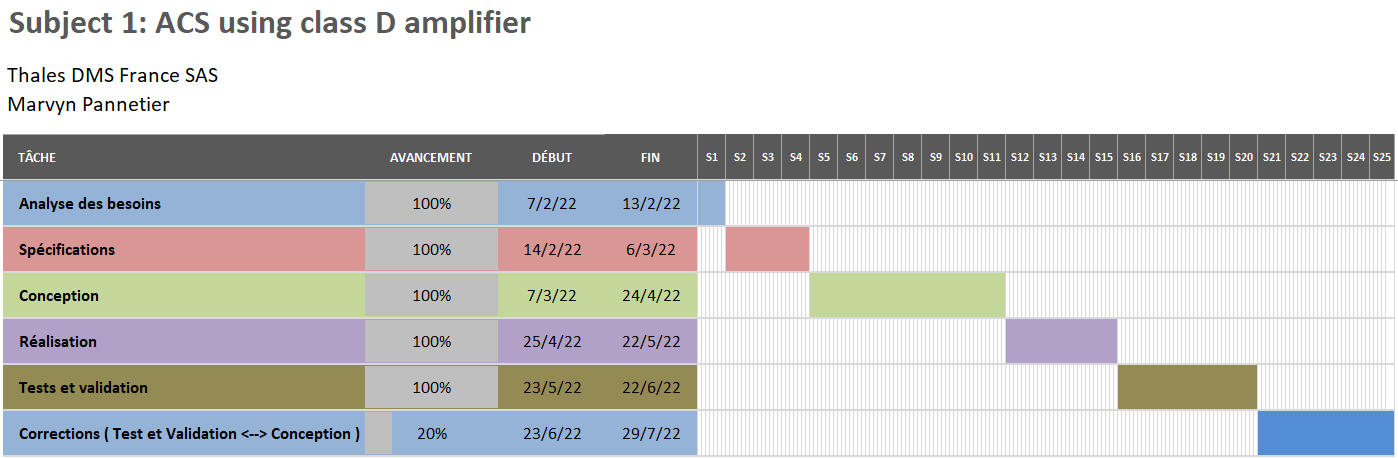 Subject 1: ACS using class D amplifier
Thales DMS France SAS
Marvyn Pannetier
TÂCHE AVANCEMENT DÉBUT FIN S1 S2 S3 S4 S5 S6 S7 S8 S9 S10 S11 S12 S13 S14 S15 S16 S17 S18 S19 S20 S21 S22 S23 S24 S25
Analyse des besoins 100% 7/2/22 13/2/22
Spécifications 100% 14/2/22 6/3/22
Conception 100% 7/3/22 24/4/22
Réalisation 100% 25/4/22 22/5/22
Tests et validation 100% 23/5/22 22/6/22
Corrections ( Test et Validation <--> Conception ) 20% 23/6/22 29/7/22